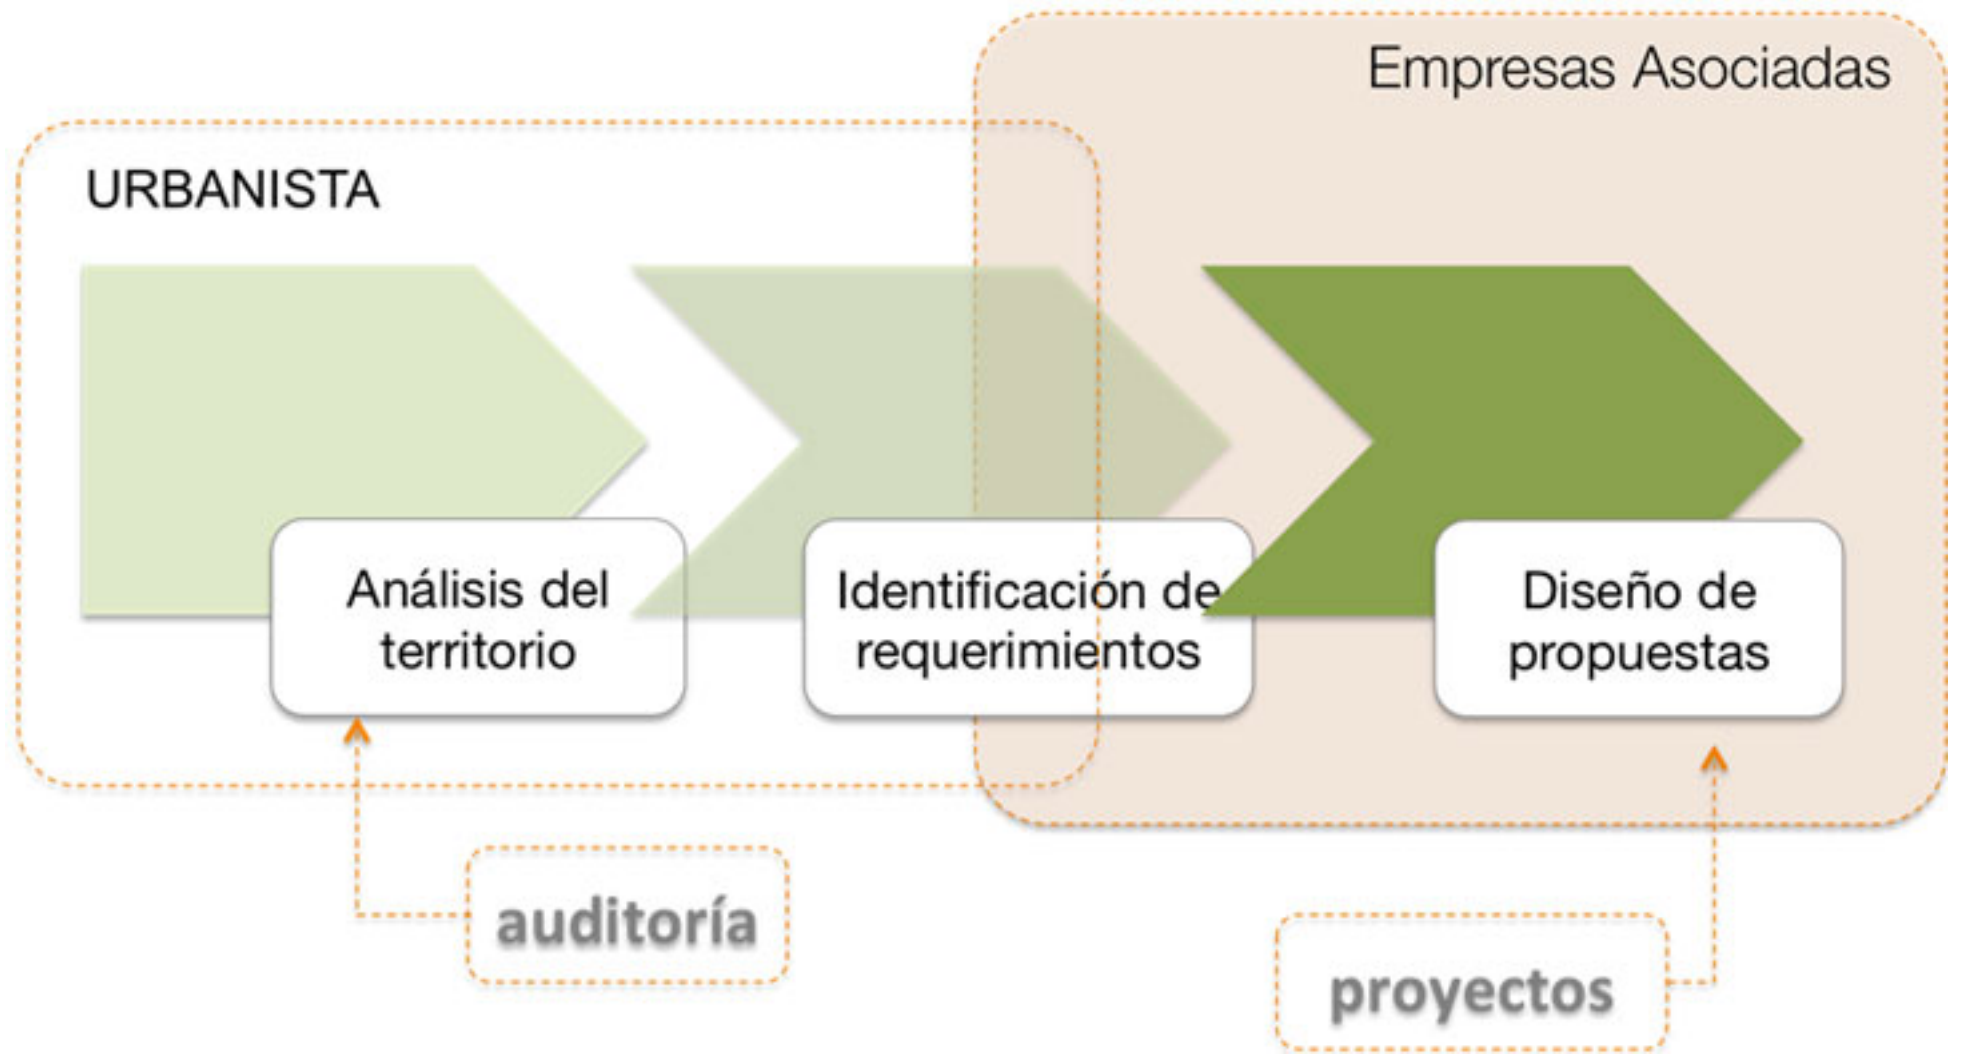 Empresas Asociadas
URBANISTA
Análisis del
territorio
Identificación de
requerimientos
Diseño de
propuestas
auditoría
proyectos